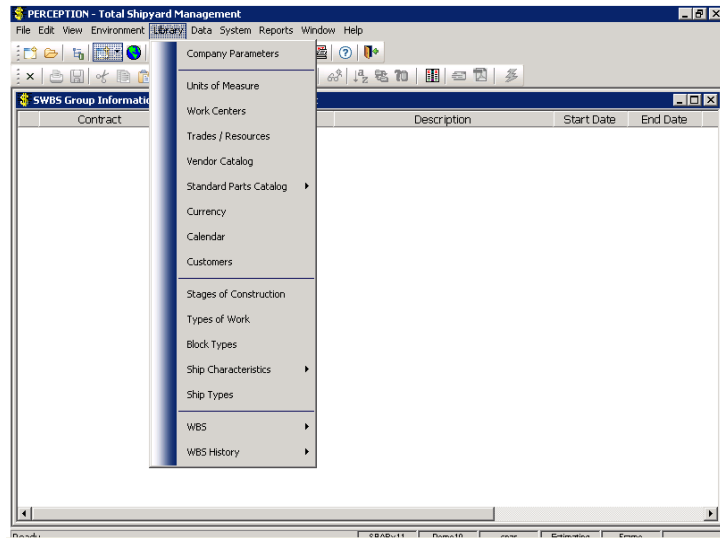 PERCEPTION - Total Shipyard Management
File Edit View Environment Library Data System Reports Window Help
SWBS Group Informatio
Contract Description Start Date End Date
Company Parameters
Units of Measure
Work Centers
Trades / Resources
Vendor Catalog
Standard Parts Catalog
Currency
Calendar
Customers
Stages of Construction
Types of Work
Block Types
Ship Characteristics
Ship Types
WBS
WBS History